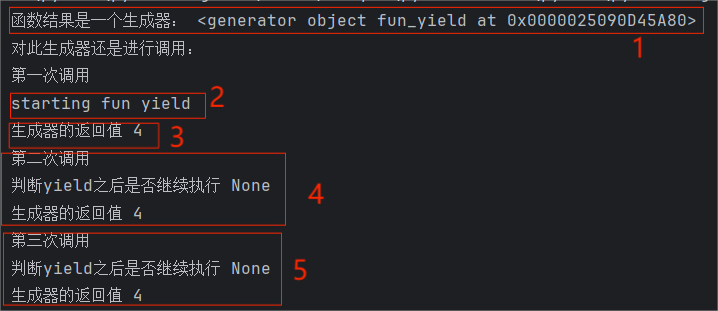 函数结果是一个生成器： <generator object fun_yield at 0x0000025090D45A80>
1
对此生成器还是进行调用：
第一次调用
starting fun yield
2
生成器的返回值 4
3
第二次调用
判断yield之后是否继续执行 None
4
生成器的返回值 4
第三次调用
判断yield之后是否继续执行 None
5
生成器的返回值 4